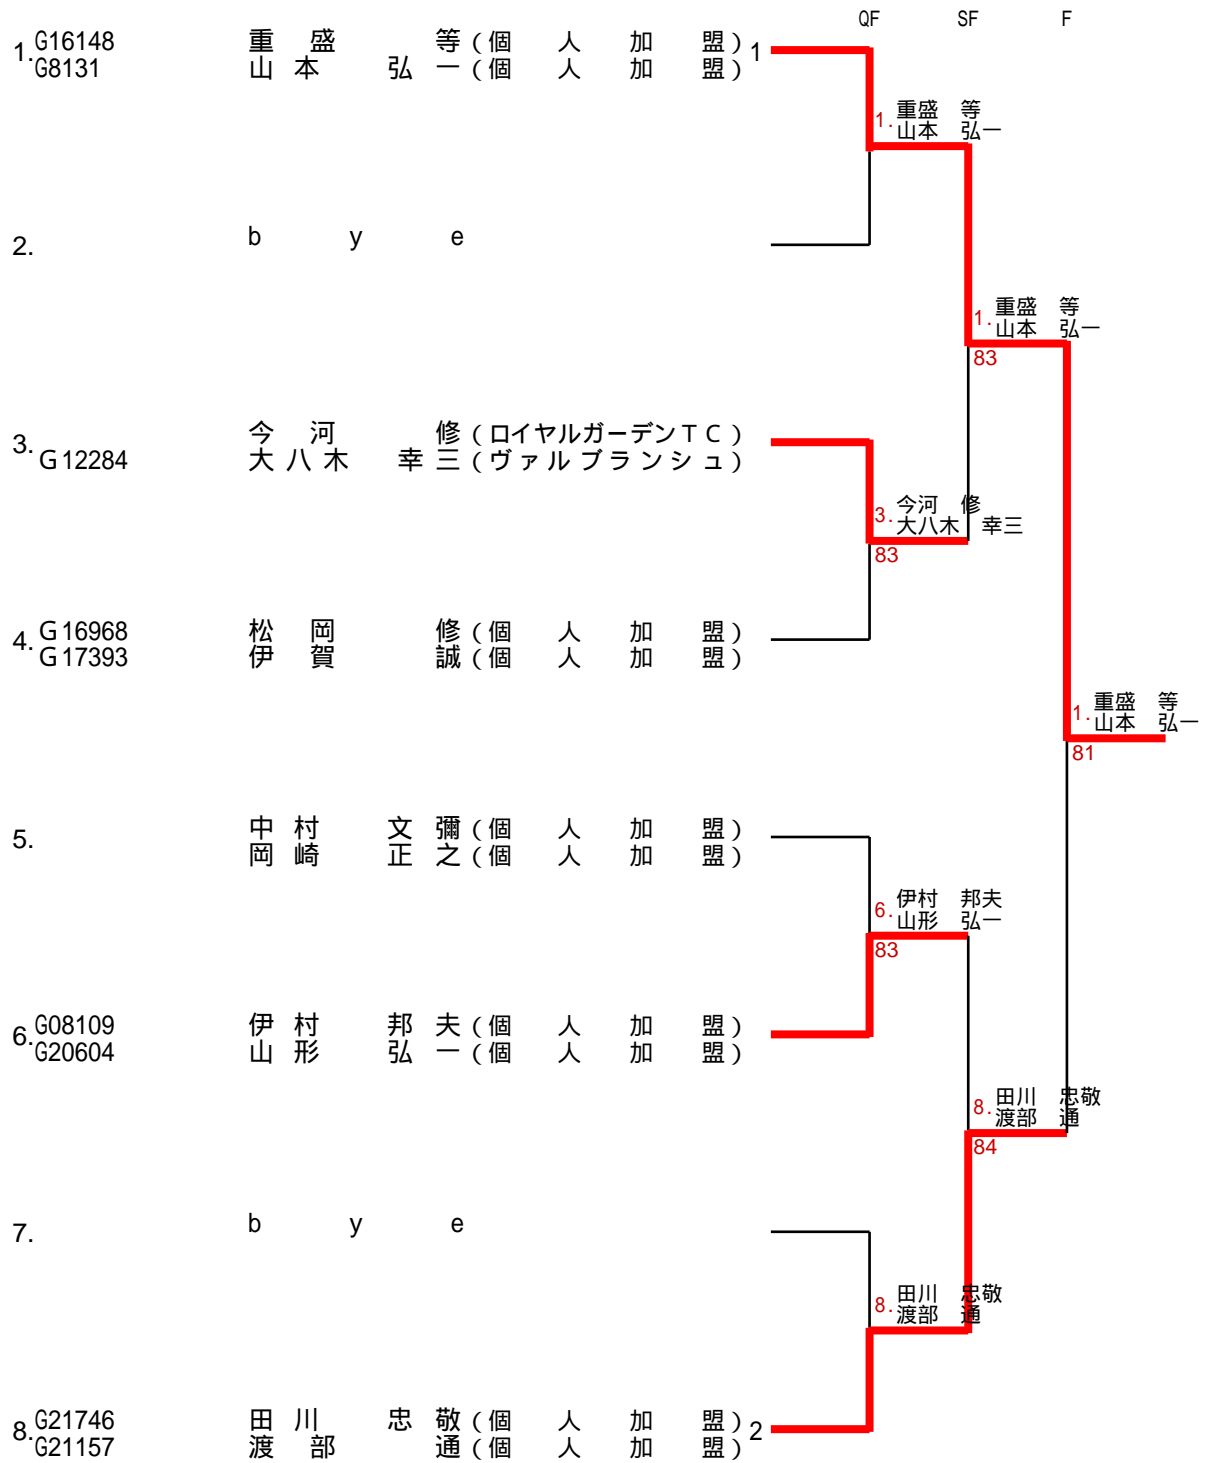 QF SF F
1. G16148 重盛 等(個人加盟) 1
G8131 山本 弘一(個人加盟)
1. 重盛 等
山本 弘一
2. bye
1. 重盛 等
山本 弘一
83
3. 今河 修(ロイヤルガーデンTC)
G12284 大八木 幸三(ヴァルブランシュ)
3. 今河 修
大八木 幸三
83
4. G16968 松岡 修(個人加盟)
G17393 伊賀 誠(個人加盟)
1. 重盛 等
山本 弘一
81
5. 中村 文彌(個人加盟)
岡崎 正之(個人加盟)
6. 伊村 邦夫
山形 弘一
83
6. G08109 伊村 邦夫(個人加盟)
G20604 山形 弘一(個人加盟)
8. 田川 忠敬
渡部 通
84
7. bye
8. 田川 忠敬
渡部 通
8. G21746 田川 忠敬(個人加盟) 2
G21157 渡部 通(個人加盟)